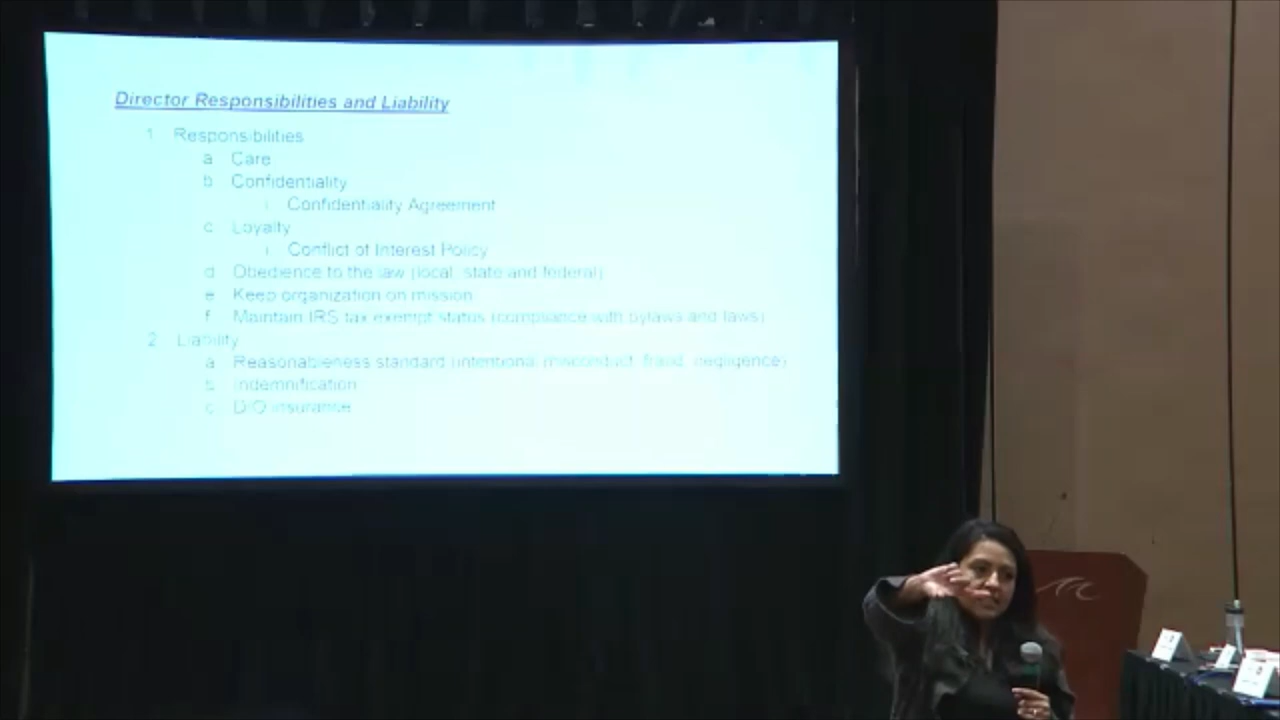 Director Responsibilities and Liability
1 Responsibilities
a Care
b Confidentiality
i Confidentiality Agreement
c Loyalty
i Conflict of Interest Policy
d Obedience to the law (local, state and federal)
e Keep organization on mission
f Maintain IRS tax exempt status (compliance with bylaws and laws)
2 Liability
a Reasonableness standard (intentional misconduct, fraud, negligence)
b Indemnification
c D/O insurance